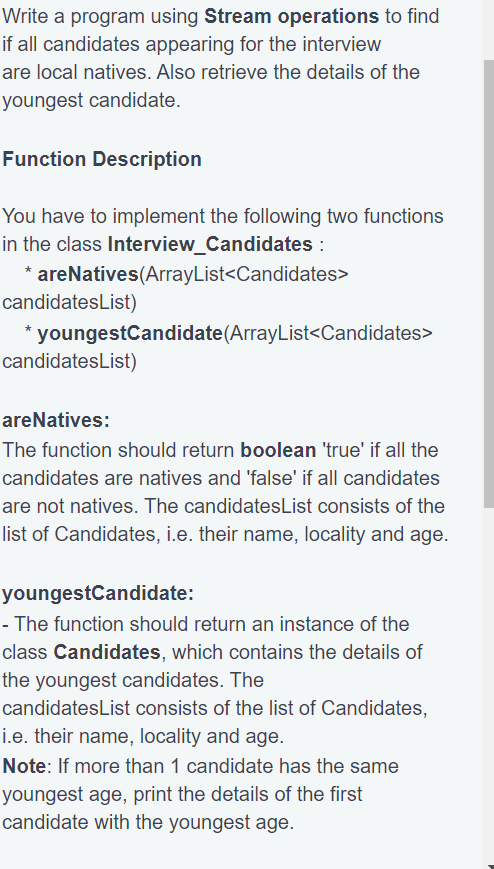 Write a program using Stream operations to find
if all candidates appearing for the interview
are local natives. Also retrieve the details of the
youngest candidate.
Function Description
You have to implement the following two functions
in the class Interview_Candidates :
* areNatives(ArrayList<Candidates>
candidatesList)
* youngestCandidate(ArrayList<Candidates>
candidatesList)
areNatives:
The function should return boolean 'true' if all the
candidates are natives and 'false' if all candidates
are not natives. The candidatesList consists of the
list of Candidates, i.e. their name, locality and age.
youngestCandidate:
- The function should return an instance of the
class Candidates, which contains the details of
the youngest candidates. The
candidatesList consists of the list of Candidates,
i.e. their name, locality and age.
Note: If more than 1 candidate has the same
youngest age, print the details of the first
candidate with the youngest age.